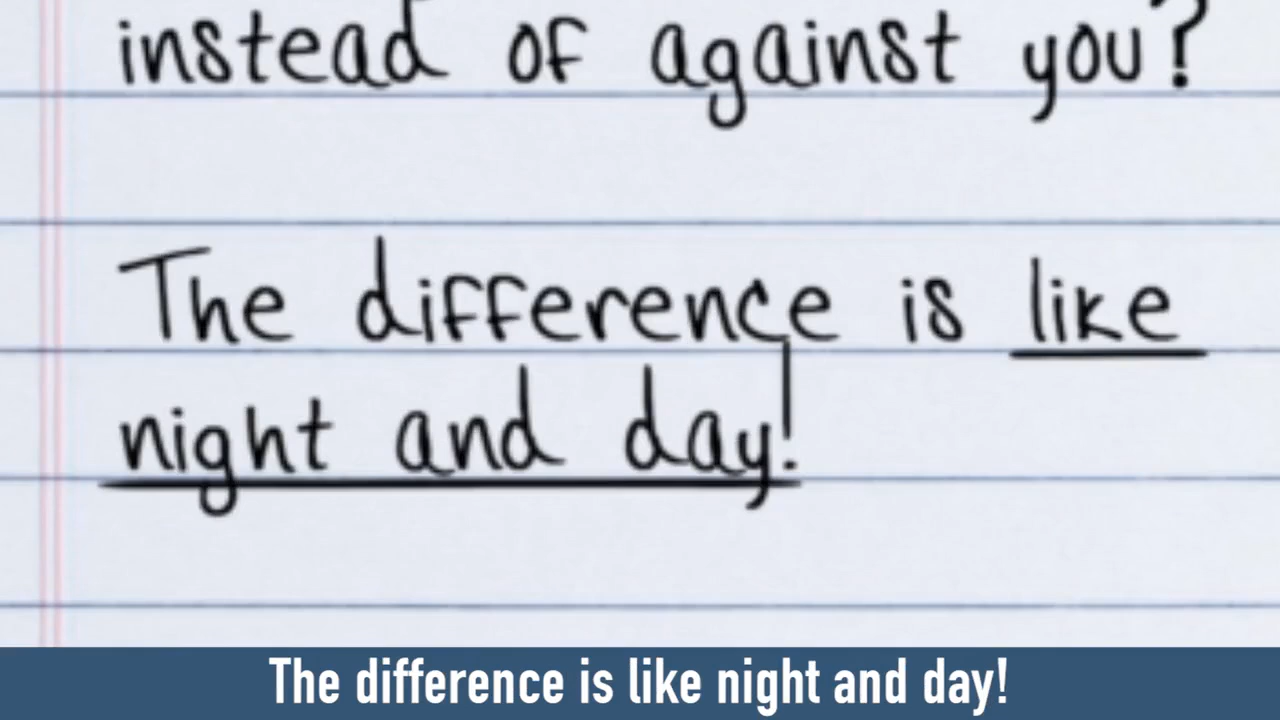 instead of against you?
The difference is like
night and day!
The difference is like night and day!